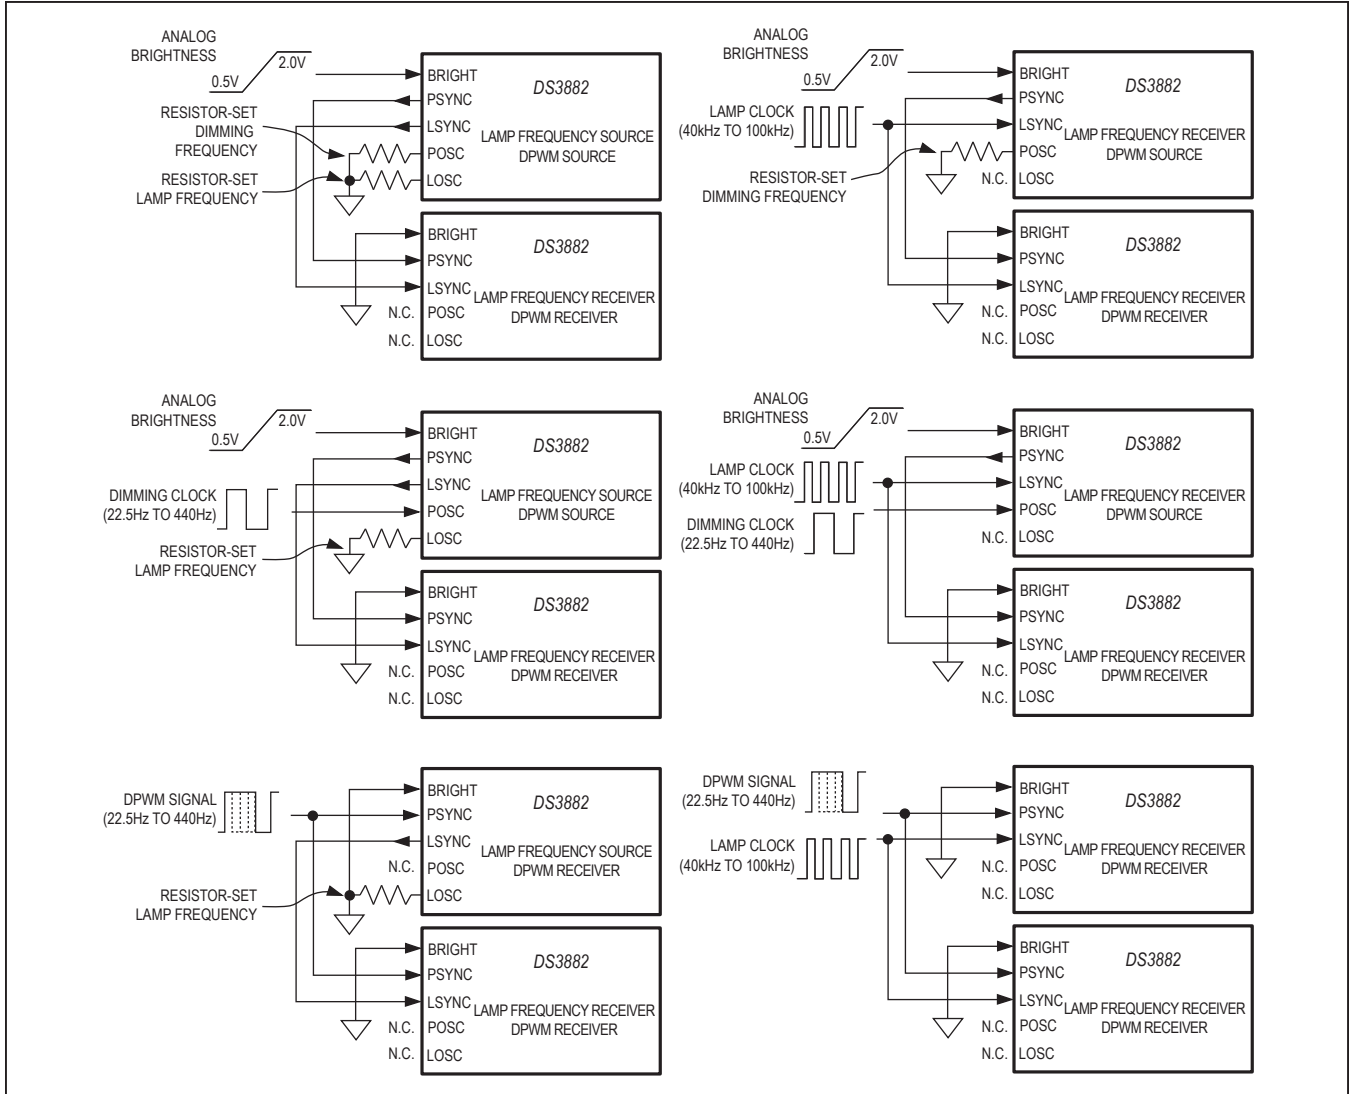 ANALOG
BRIGHTNESS
0.5V
2.0V
RESISTOR-SET
DIMMING
FREQUENCY
RESISTOR-SET
LAMP FREQUENCY
BRIGHT
PSYNC
LSYNC
POSC
LOSC
DS3882
LAMP FREQUENCY SOURCE
DPWM SOURCE
BRIGHT
PSYNC
LSYNC
N.C. POSC
N.C. LOSC
DS3882
LAMP FREQUENCY RECEIVER
DPWM RECEIVER
ANALOG
BRIGHTNESS
0.5V
2.0V
LAMP CLOCK
(40kHz TO 100kHz)
RESISTOR-SET
DIMMING FREQUENCY
BRIGHT
PSYNC
LSYNC
POSC
N.C. LOSC
DS3882
LAMP FREQUENCY RECEIVER
DPWM SOURCE
BRIGHT
PSYNC
LSYNC
N.C. POSC
N.C. LOSC
DS3882
LAMP FREQUENCY RECEIVER
DPWM RECEIVER
ANALOG
BRIGHTNESS
0.5V
2.0V
DIMMING CLOCK
(22.5Hz TO 440Hz)
RESISTOR-SET
LAMP FREQUENCY
BRIGHT
PSYNC
LSYNC
POSC
LOSC
DS3882
LAMP FREQUENCY SOURCE
DPWM SOURCE
BRIGHT
PSYNC
LSYNC
N.C. POSC
N.C. LOSC
DS3882
LAMP FREQUENCY RECEIVER
DPWM RECEIVER
ANALOG
BRIGHTNESS
0.5V
2.0V
LAMP CLOCK
(40kHz TO 100kHz)
DIMMING CLOCK
(22.5Hz TO 440Hz)
BRIGHT
PSYNC
LSYNC
POSC
N.C. LOSC
DS3882
LAMP FREQUENCY RECEIVER
DPWM SOURCE
BRIGHT
PSYNC
LSYNC
N.C. POSC
N.C. LOSC
DS3882
LAMP FREQUENCY RECEIVER
DPWM RECEIVER
DPWM SIGNAL
(22.5Hz TO 440Hz)
RESISTOR-SET
LAMP FREQUENCY
BRIGHT
PSYNC
LSYNC
N.C. POSC
LOSC
DS3882
LAMP FREQUENCY SOURCE
DPWM RECEIVER
BRIGHT
PSYNC
LSYNC
N.C. POSC
N.C. LOSC
DS3882
LAMP FREQUENCY RECEIVER
DPWM RECEIVER
DPWM SIGNAL
(22.5Hz TO 440Hz)
LAMP CLOCK
(40kHz TO 100kHz)
BRIGHT
PSYNC
LSYNC
N.C. POSC
N.C. LOSC
DS3882
LAMP FREQUENCY RECEIVER
DPWM RECEIVER
BRIGHT
PSYNC
LSYNC
N.C. POSC
N.C. LOSC
DS3882
LAMP FREQUENCY RECEIVER
DPWM RECEIVER